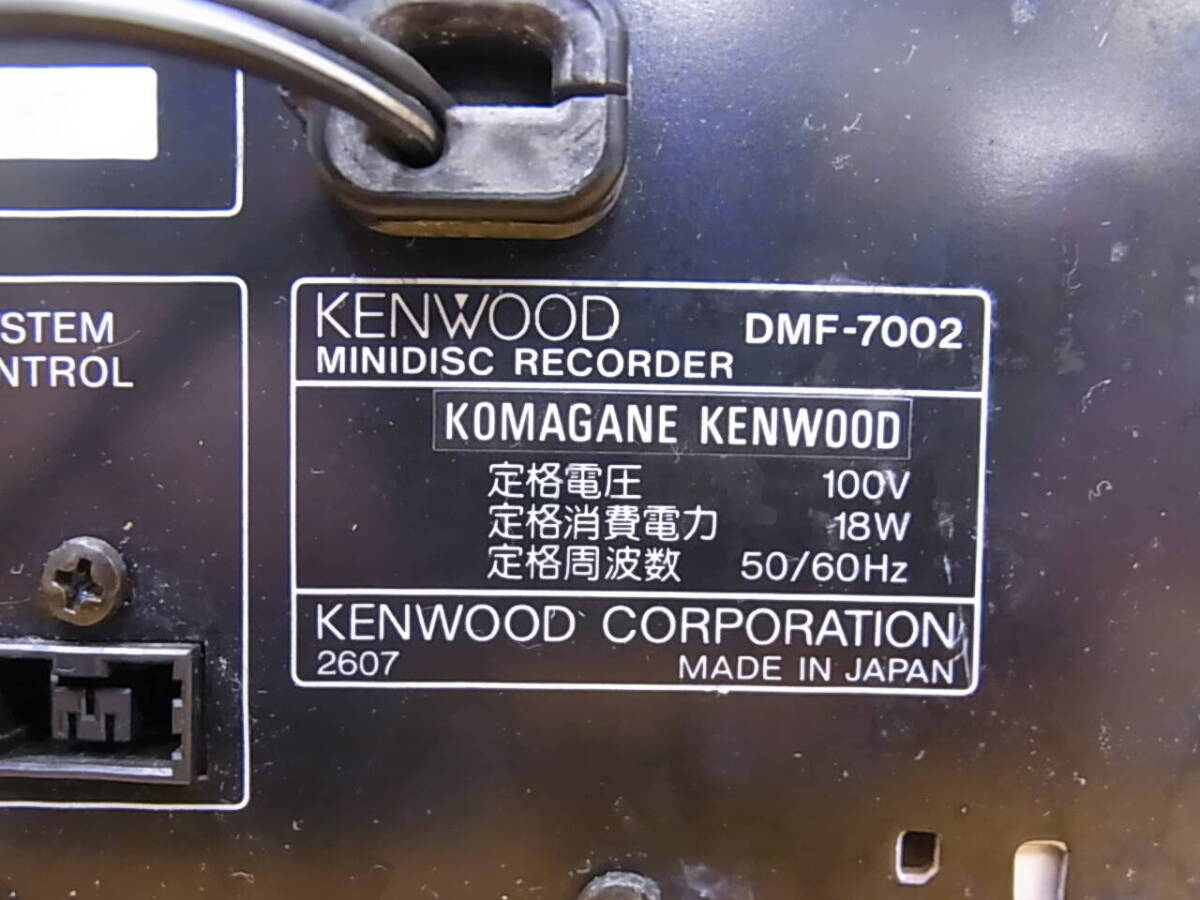 STEM
NTROL
KENWOOD DMF-7002
MINIDISC RECORDER
KOMAGANE KENWOOD
定格電圧 100V
定格消費電力 18W
定格周波数 50/60Hz
KENWOOD CORPORATION
2607 MADE IN JAPAN